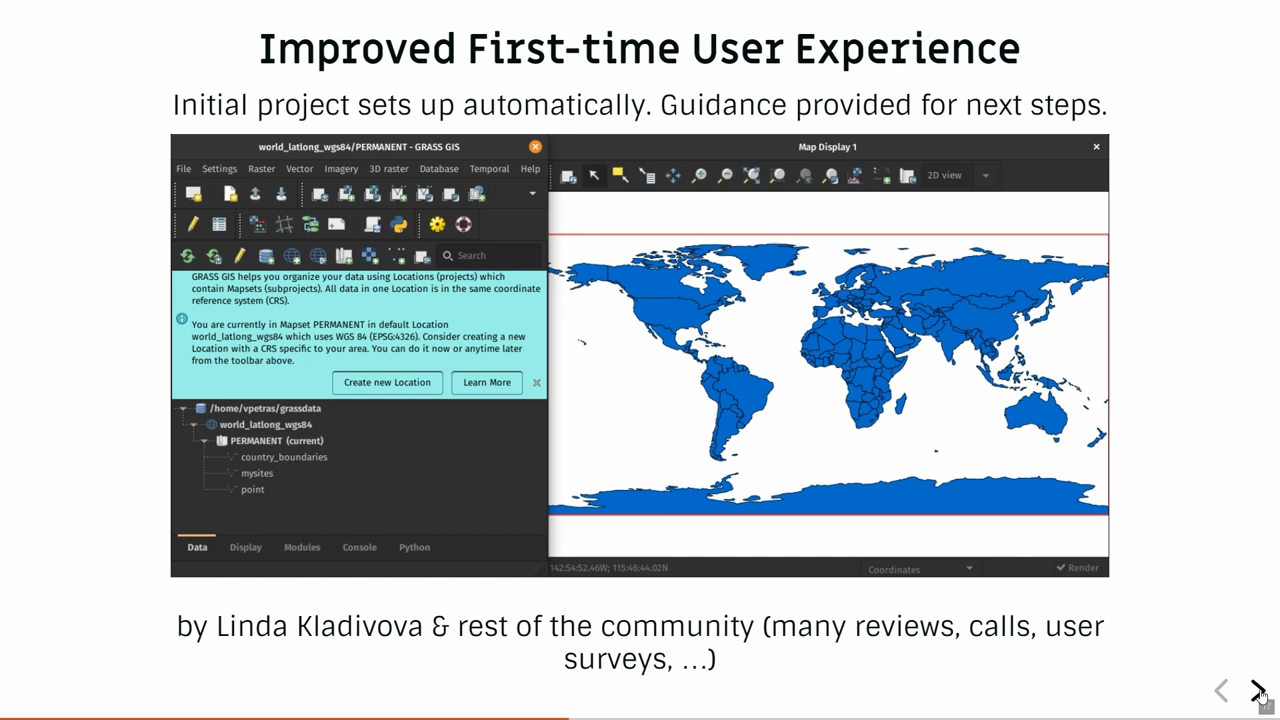 Improved First-time User Experience
Initial project sets up automatically. Guidance provided for next steps.
world_latlong_wgs84/PERMANENT - GRASS GIS
Map Display 1
File Settings Raster Vector Imagery 3D raster Database Temporal Help
2D view
Search
GRASS GIS helps you organize your data using Locations (projects) which
contain Mapsets (subprojects). All data in one Location is in the same coordinate
reference system (CRS).
You are currently in Mapset PERMANENT in default Location
world_latlong_wgs84 which uses WGS 84 (EPSG:4326). Consider creating a new
Location with a CRS specific to your area. You can do it now or anytime later
from the toolbar above.
Create new Location
Learn More
/home/vpetras/grassdata
world_latlong_wgs84
PERMANENT (current)
country_boundaries
mysites
point
Data Display Modules Console Python
142:54:52.46W; 115:46:44.02N
Coordinates
Render
by Linda Kladivova & rest of the community (many reviews, calls, user
surveys, …)
17